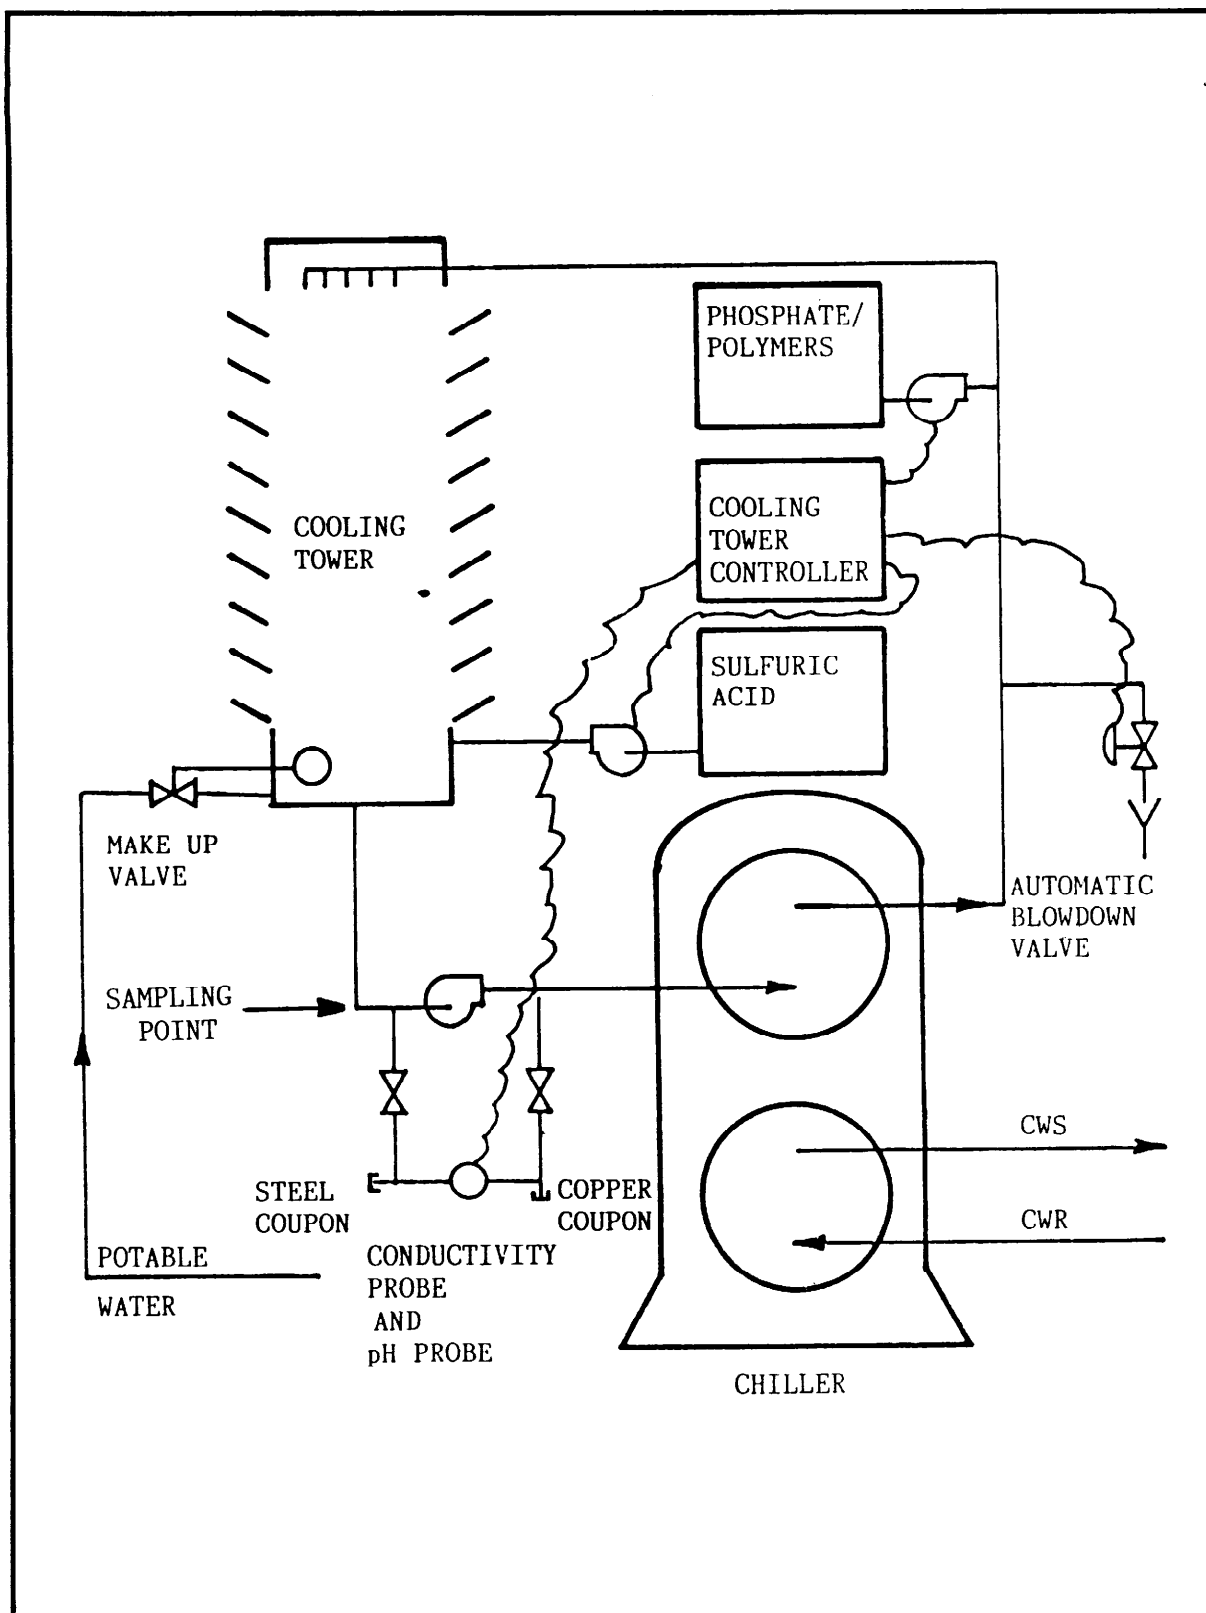 PHOSPHATE/
POLYMERS
COOLING
TOWER
COOLING
TOWER
CONTROLLER
SULFURIC
ACID
MAKE UP
VALVE
AUTOMATIC
BLOWDOWN
VALVE
SAMPLING
POINT
CWS
STEEL
COUPON
COPPER
COUPON
CWR
POTABLE
WATER
CONDUCTIVITY
PROBE
AND
pH PROBE
CHILLER